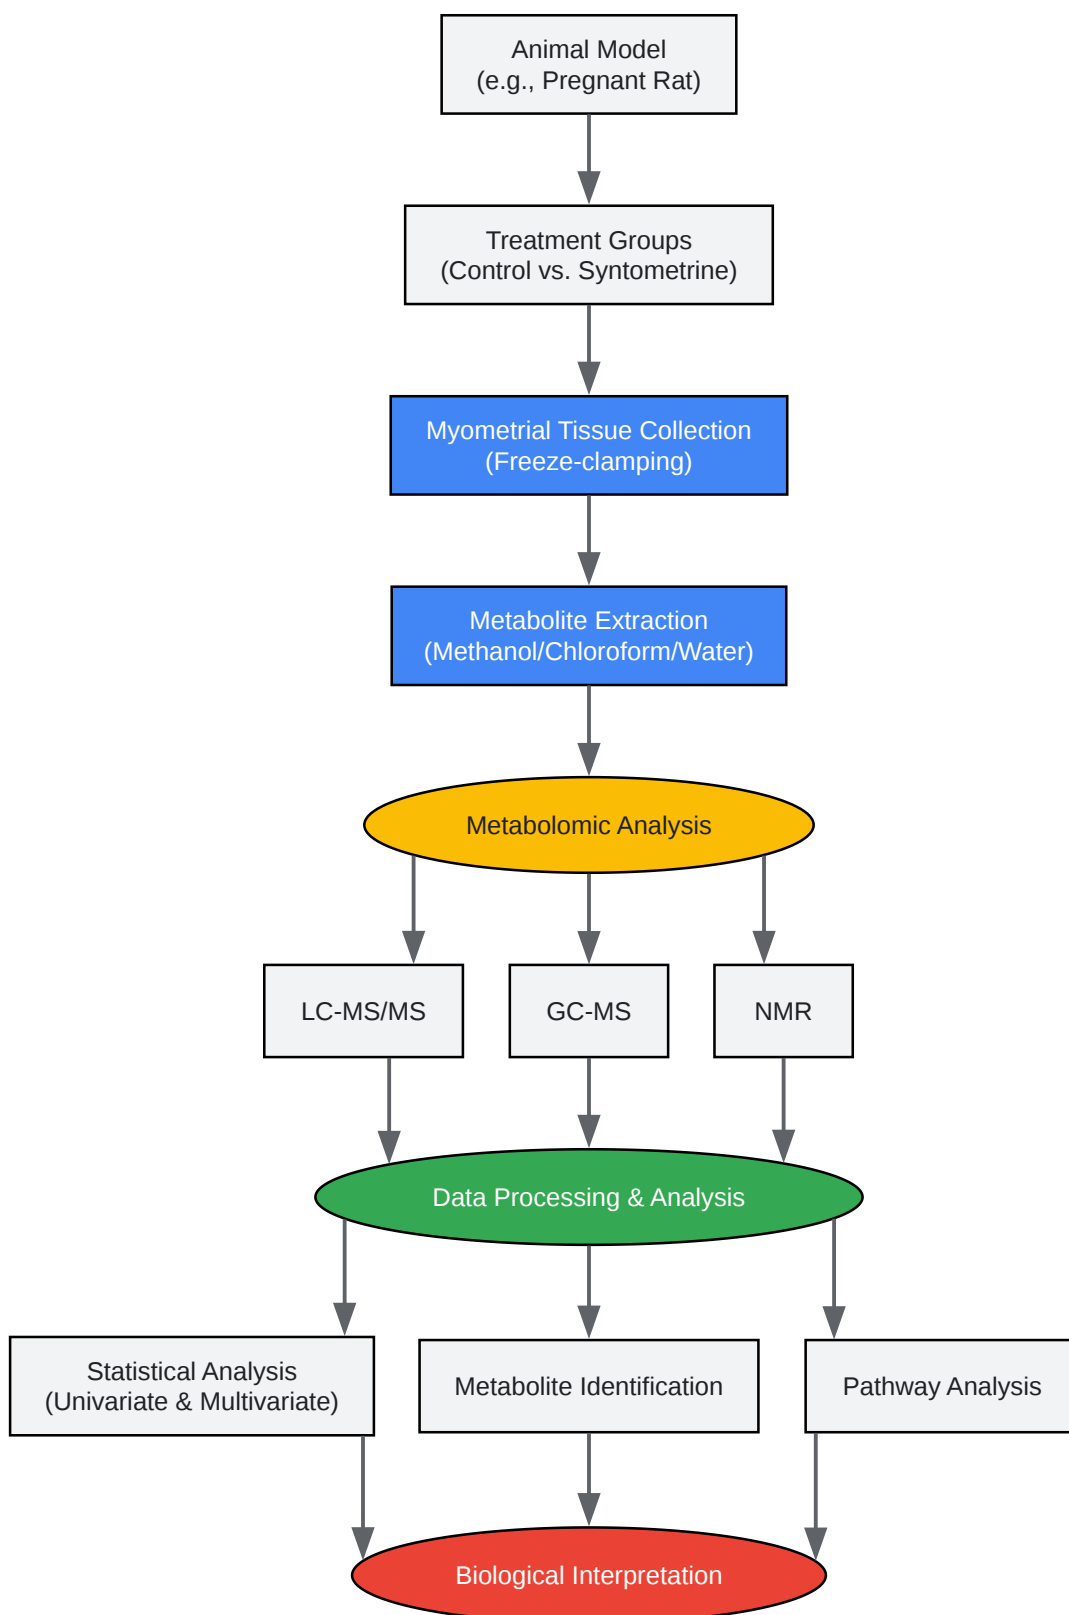 Animal Model
(e.g., Pregnant Rat)
Treatment Groups
(Control vs. Syntometrine)
Myometrial Tissue Collection
(Freeze-clamping)
Metabolite Extraction
(Methanol/Chloroform/Water)
Metabolomic Analysis
LC-MS/MS
GC-MS
NMR
Data Processing & Analysis
Statistical Analysis
(Univariate & Multivariate)
Metabolite Identification
Pathway Analysis
Biological Interpretation